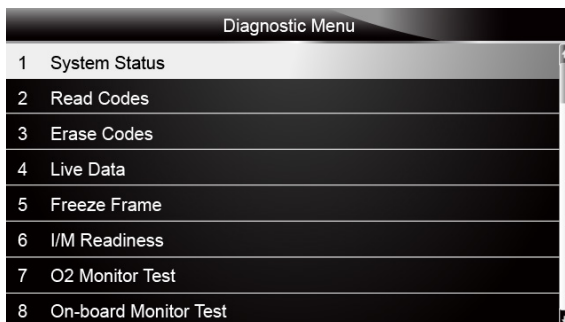 Diagnostic Menu
1 System Status
2 Read Codes
3 Erase Codes
4 Live Data
5 Freeze Frame
6 I/M Readiness
7 O2 Monitor Test
8 On-board Monitor Test